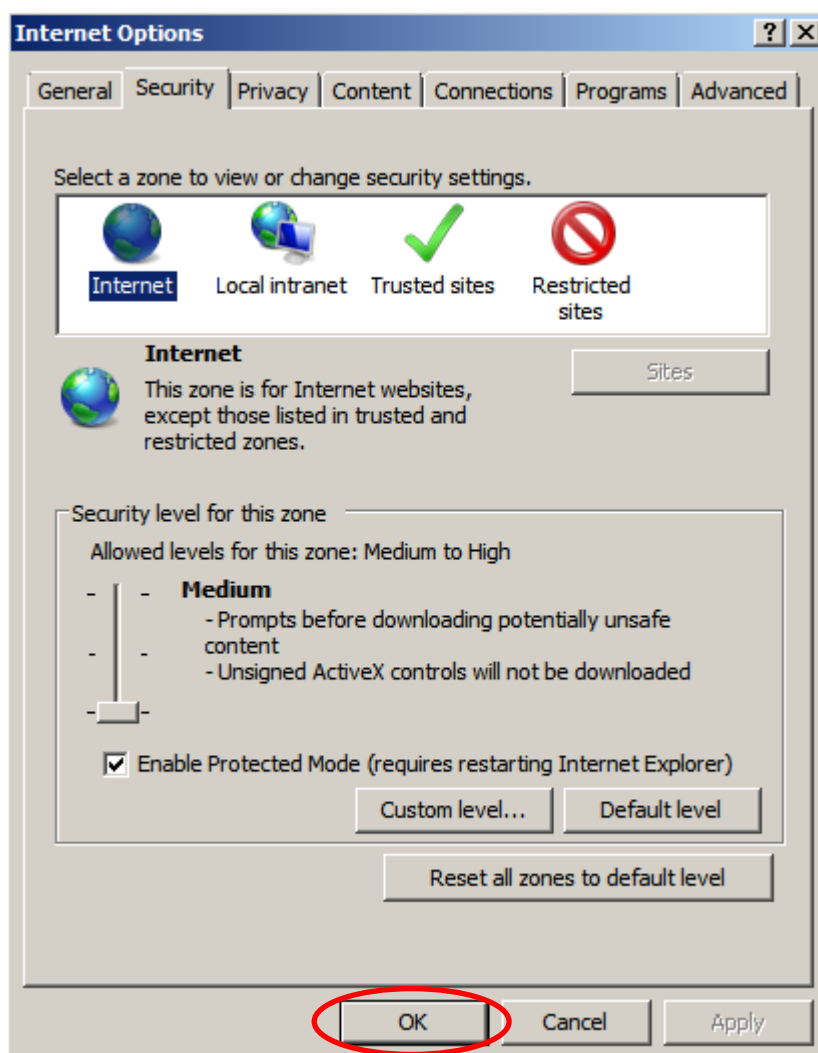 Internet Options
General Security Privacy Content Connections Programs Advanced
Select a zone to view or change security settings.
Internet Local intranet Trusted sites Restricted
sites
Internet
Sites
This zone is for Internet websites,
except those listed in trusted and
restricted zones.
Security level for this zone
Allowed levels for this zone: Medium to High
Medium
- Prompts before downloading potentially unsafe
content
- Unsigned ActiveX controls will not be downloaded
Enable Protected Mode (requires restarting Internet Explorer)
Custom level... Default level
Reset all zones to default level
OK Cancel Apply